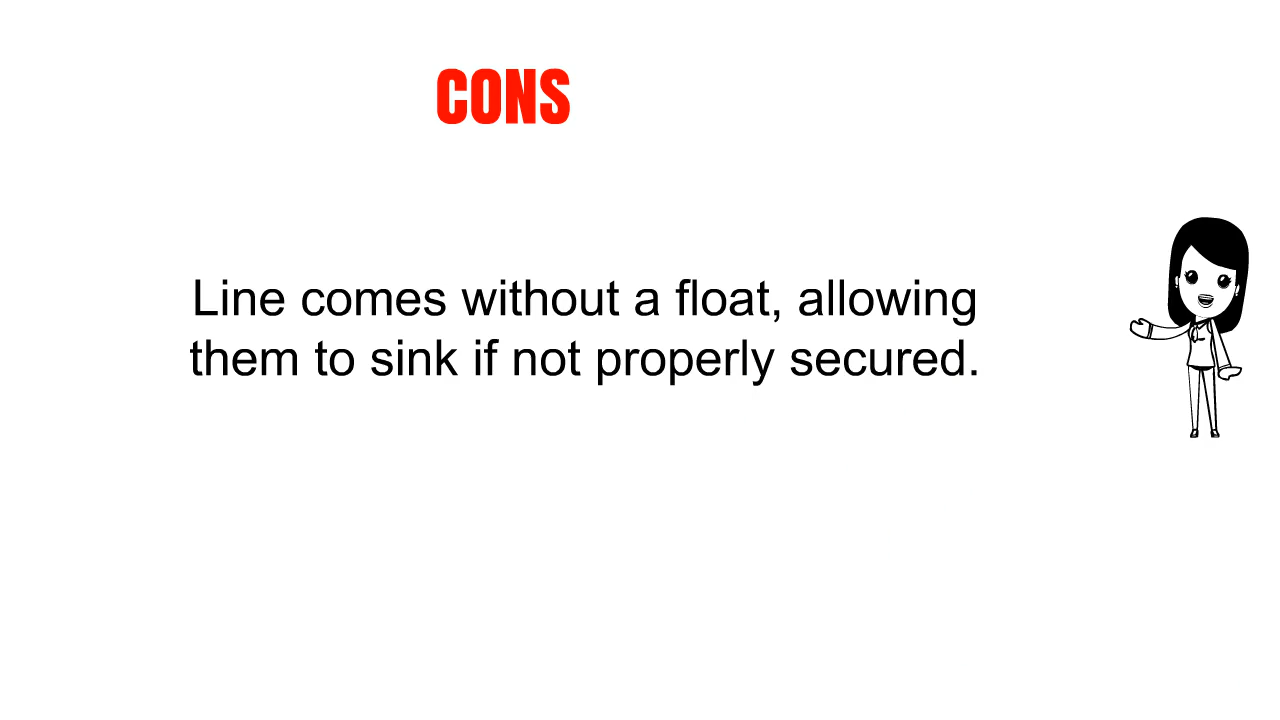 CONS
Line comes without a float, allowing
them to sink if not properly secured.